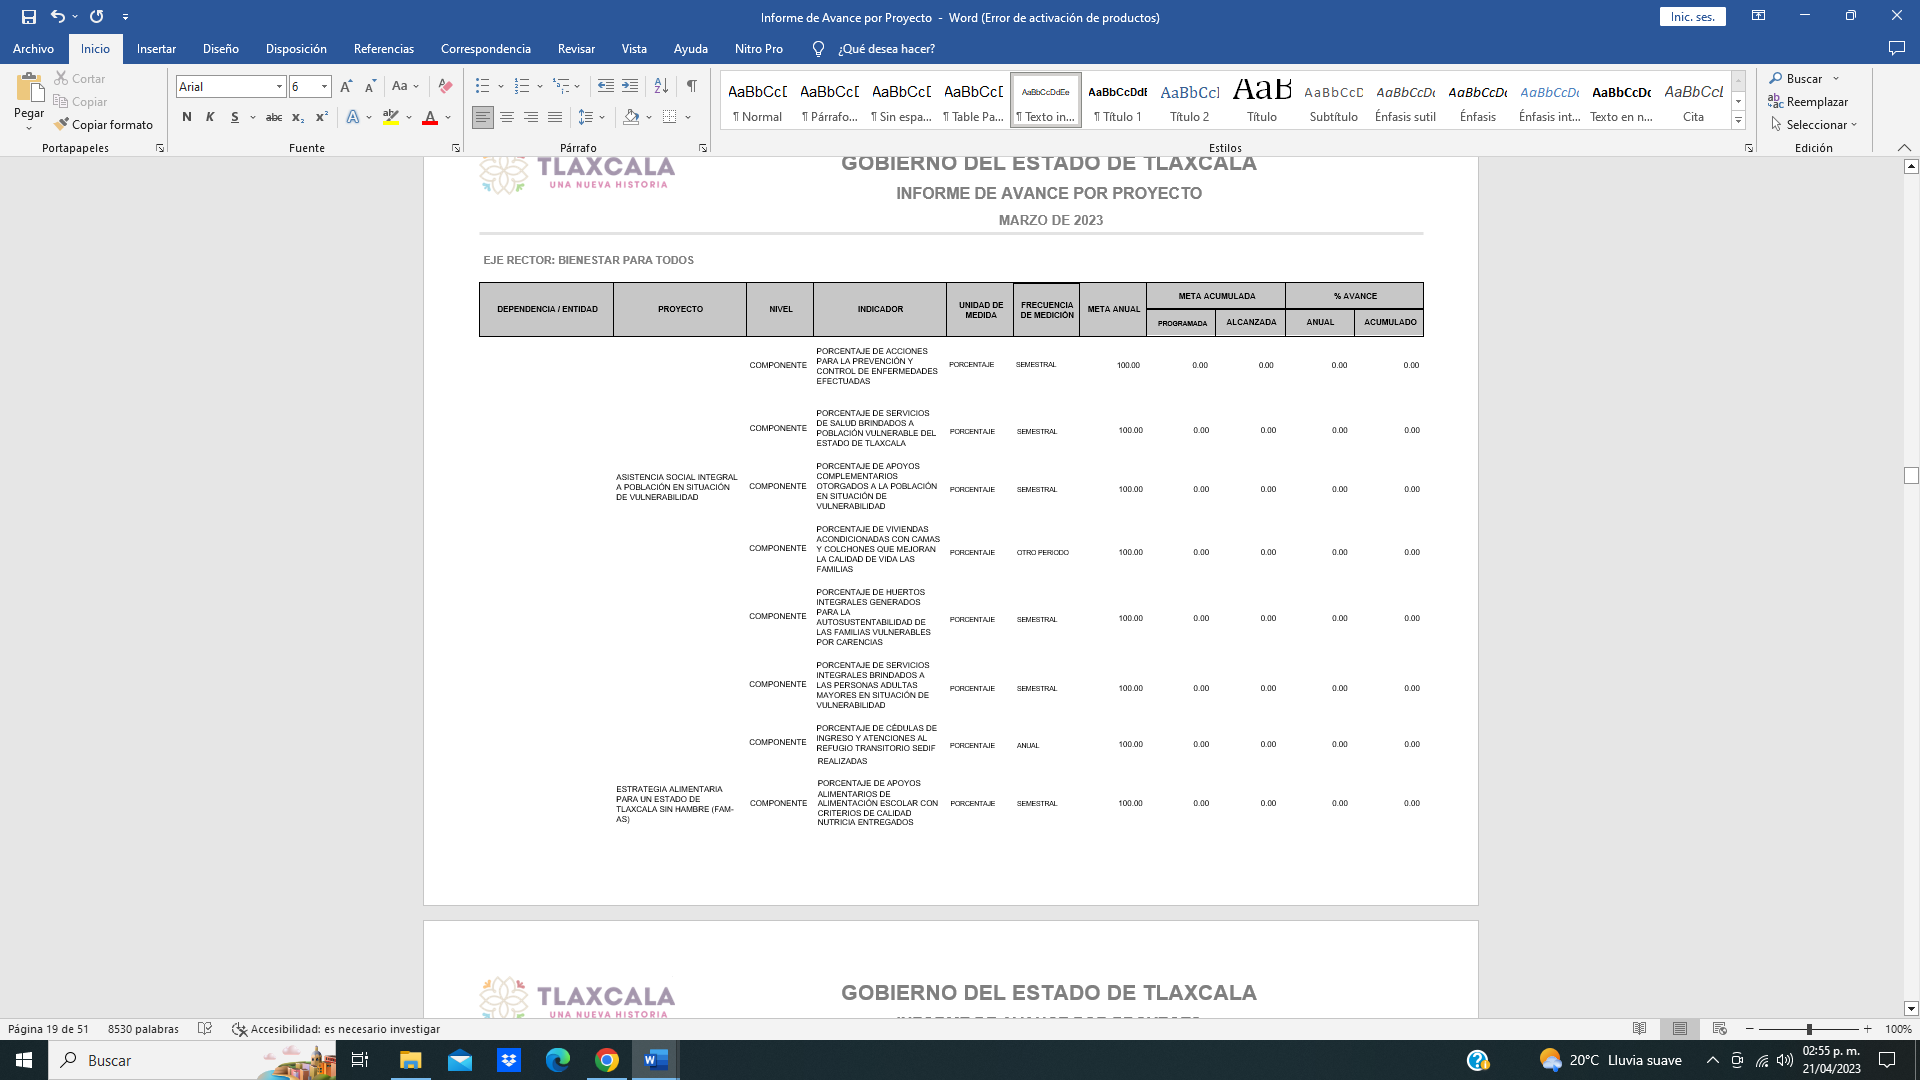 Informe de Avance por Proyecto - Word (Error de activación de productos)
Inic. ses.
Archivo Inicio Insertar Diseño Disposición Referencias Correspondencia Revisar Vista Ayuda Nitro Pro ¿Qué desea hacer?
Pegar
Cortar
Copiar
Copiar formato
Portapapeles
Arial 6
N K S abc x₂ x²
Fuente
Párrafo
AaBbCcI AaBbCcI AaBbCcI AaBbCcI AaBbCcDdEe AaBbCcDdE AaBbCcI AaB AaBbCcD AaBbCcDc AaBbCcDc AaBbCcDc AaBbCcDc AaBbCcL
¶ Normal ¶ Párrafo... ¶ Sin espa... ¶ Table Pa... ¶ Texto in... ¶ Título 1 Título 2 Título Subtítulo Énfasis sutil Énfasis Énfasis int... Texto en n... Cita
Estilos
Buscar
Reemplazar
Seleccionar
Edición
TLAXCALA
UNA NUEVA HISTORIA
GOBIERNO DEL ESTADO DE TLAXCALA
INFORME DE AVANCE POR PROYECTO
MARZO DE 2023
EJE RECTOR: BIENESTAR PARA TODOS
DEPENDENCIA / ENTIDAD PROYECTO NIVEL INDICADOR UNIDAD DE MEDIDA FRECUENCIA DE MEDICIÓN META ANUAL META ACUMULADA % AVANCE
PROGRAMADA ALCANZADA ANUAL ACUMULADO
COMPONENTE
PORCENTAJE DE ACCIONES
PARA LA PREVENCIÓN Y
CONTROL DE ENFERMEDADES
EFECTUADAS
PORCENTAJE SEMESTRAL 100.00 0.00 0.00 0.00 0.00
COMPONENTE
PORCENTAJE DE SERVICIOS
DE SALUD BRINDADOS A
POBLACIÓN VULNERABLE DEL
ESTADO DE TLAXCALA
PORCENTAJE SEMESTRAL 100.00 0.00 0.00 0.00 0.00
ASISTENCIA SOCIAL INTEGRAL
A POBLACIÓN EN SITUACIÓN
DE VULNERABILIDAD
COMPONENTE
PORCENTAJE DE APOYOS
COMPLEMENTARIOS
OTORGADOS A LA POBLACIÓN
EN SITUACIÓN DE
VULNERABILIDAD
PORCENTAJE SEMESTRAL 100.00 0.00 0.00 0.00 0.00
COMPONENTE
PORCENTAJE DE VIVIENDAS
ACONDICIONADAS CON CAMAS
Y COLCHONES QUE MEJORAN
LA CALIDAD DE VIDA LAS
FAMILIAS
PORCENTAJE OTRO PERIODO 100.00 0.00 0.00 0.00 0.00
COMPONENTE
PORCENTAJE DE HUERTOS
INTEGRALES GENERADOS
PARA LA
AUTOSUSTENTABILIDAD DE
LAS FAMILIAS VULNERABLES
POR CARENCIAS
PORCENTAJE SEMESTRAL 100.00 0.00 0.00 0.00 0.00
COMPONENTE
PORCENTAJE DE SERVICIOS
INTEGRALES BRINDADOS A
LAS PERSONAS ADULTAS
MAYORES EN SITUACIÓN DE
VULNERABILIDAD
PORCENTAJE SEMESTRAL 100.00 0.00 0.00 0.00 0.00
COMPONENTE
PORCENTAJE DE CÉDULAS DE
INGRESO Y ATENCIONES AL
REFUGIO TRANSITORIO SEDIF
REALIZADAS
PORCENTAJE ANUAL 100.00 0.00 0.00 0.00 0.00
ESTRATEGIA ALIMENTARIA
PARA UN ESTADO DE
TLAXCALA SIN HAMBRE (FAM-
AS)
COMPONENTE
PORCENTAJE DE APOYOS
ALIMENTARIOS DE
ALIMENTACIÓN ESCOLAR CON
CRITERIOS DE CALIDAD
NUTRICIA ENTREGADOS
PORCENTAJE SEMESTRAL 100.00 0.00 0.00 0.00 0.00
TLAXCALA
UNA NUEVA HISTORIA
GOBIERNO DEL ESTADO DE TLAXCALA
INFORME DE AVANCE POR PROYECTO
Página 19 de 51 8530 palabras Accesibilidad: es necesario investigar 100%
Buscar
20°C Lluvia suave
02:55 p. m.
21/04/2023